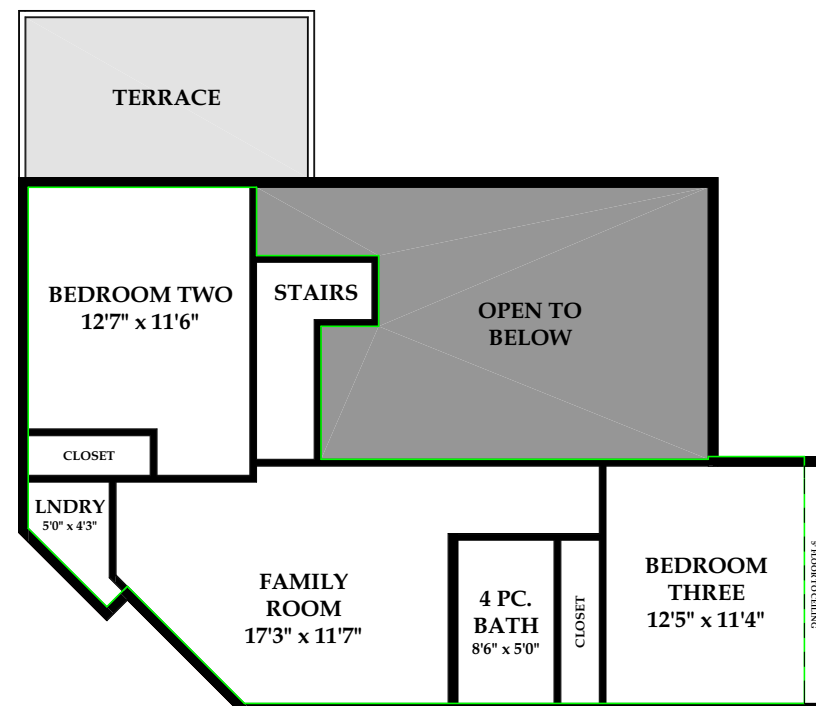 TERRACE
BEDROOM TWO
12'7" x 11'6"
STAIRS
OPEN TO
BELOW
CLOSET
LNDRY
5'0" x 4'3"
FAMILY
ROOM
17'3" x 11'7"
4 PC.
BATH
8'6" x 5'0"
CLOSET
BEDROOM
THREE
12'5" x 11'4"